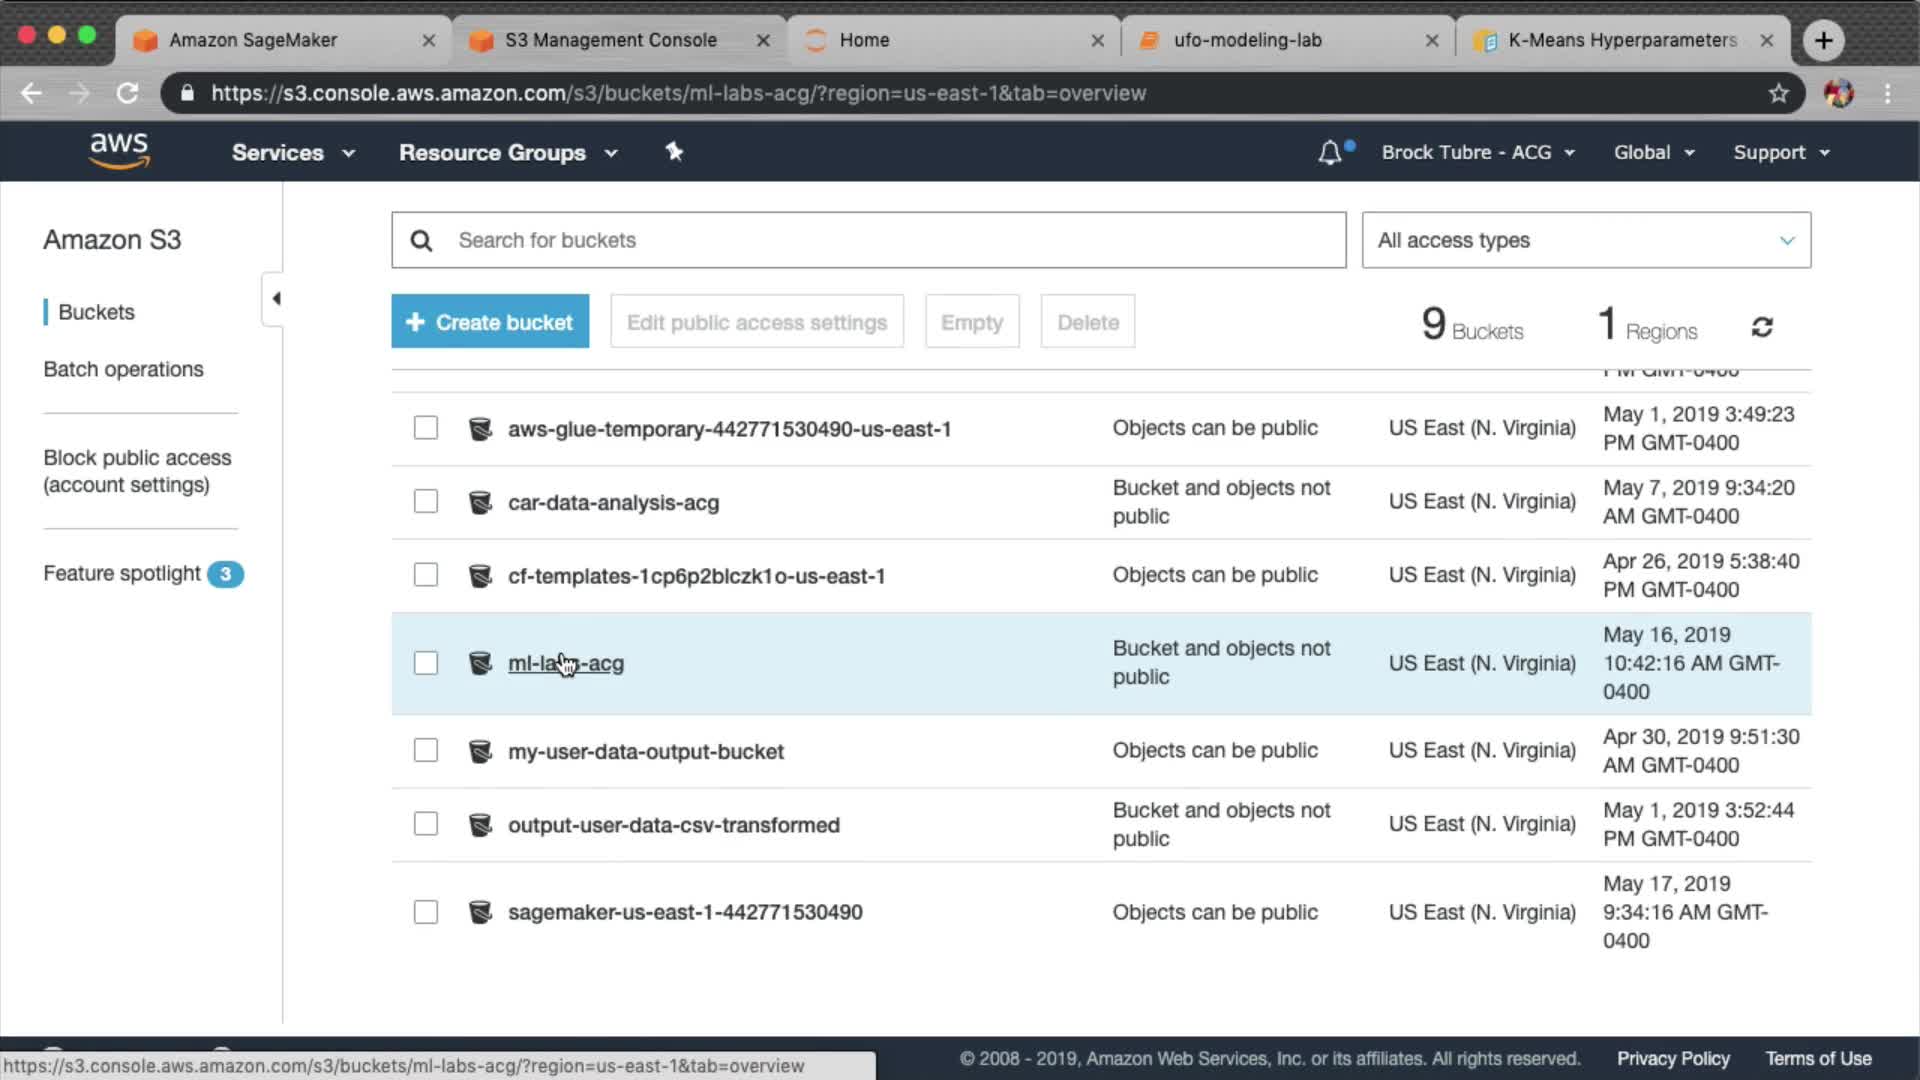 Amazon SageMaker
S3 Management Console
Home
ufo-modeling-lab
K-Means Hyperparameters
https://s3.console.aws.amazon.com/s3/buckets/ml-labs-acg/?region=us-east-1&tab=overview
aws
Services
Resource Groups
Brock Tubre - ACG
Global
Support
Amazon S3
Buckets
Batch operations
Block public access
(account settings)
Feature spotlight 3
Search for buckets
All access types
+ Create bucket
Edit public access settings
Empty
Delete
9 Buckets
1 Regions
PM GMT-0400
aws-glue-temporary-442771530490-us-east-1
Objects can be public
US East (N. Virginia)
May 1, 2019 3:49:23
PM GMT-0400
car-data-analysis-acg
Bucket and objects not
public
US East (N. Virginia)
May 7, 2019 9:34:20
AM GMT-0400
cf-templates-1cp6p2blczk1o-us-east-1
Objects can be public
US East (N. Virginia)
Apr 26, 2019 5:38:40
PM GMT-0400
ml-labs-acg
Bucket and objects not
public
US East (N. Virginia)
May 16, 2019
10:42:16 AM GMT-
0400
my-user-data-output-bucket
Objects can be public
US East (N. Virginia)
Apr 30, 2019 9:51:30
AM GMT-0400
output-user-data-csv-transformed
Bucket and objects not
public
US East (N. Virginia)
May 1, 2019 3:52:44
PM GMT-0400
sagemaker-us-east-1-442771530490
Objects can be public
US East (N. Virginia)
May 17, 2019
9:34:16 AM GMT-
0400
https://s3.console.aws.amazon.com/s3/buckets/ml-labs-acg/?region=us-east-1&tab=overview
© 2008 - 2019, Amazon Web Services, Inc. or its affiliates. All rights reserved.
Privacy Policy
Terms of Use